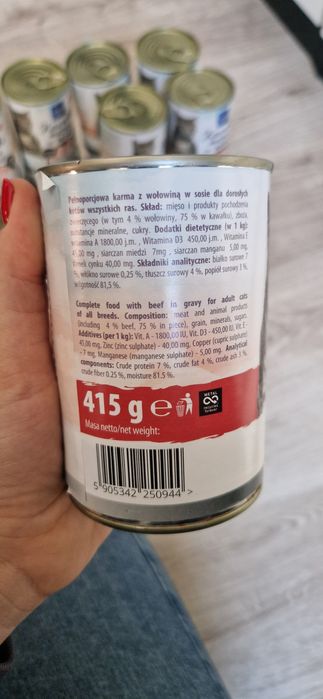 Pełnoporcjowa karma z wołowiną w sosie dla dorosłych
kotów wszystkich ras. Skład: mięso i produkty pochodzenia
zwierzęcego (w tym 4 % wołowiny, 75 % w kawałku), zboża,
substancje mineralne, cukry. Dodatki dietetyczne (w 1 kg):
witamina A 1800,00 j.m. , Witamina D3 450,00 j.m. , Witamina E
45,00 mg , siarczan miedzi 7mg , siarczan manganu 5,00 mg,
tlenek cynku 40,00 mg. Składniki analityczne: białko surowe 7
%, włókno surowe 0,25 %, tłuszcz surowy 4 %, popiół surowy 3 %,
wilgotność 81,5 %.
Complete food with beef in gravy for adult cats
of all breeds. Composition: meat and animal products
(including 4 % beef, 75 % in piece), grain, minerals, sugars.
Additives (per 1 kg): Vit. A - 1800,00 IU, Vit. D3 - 450,00 IU, Vit. E -
45,00 mg, Zinc (zinc sulphate) - 40,00 mg, Copper (cupric sulphate)
- 7 mg, Manganese (manganese sulphate) - 5,00 mg. Analytical
components: Crude protein 7 %, crude fat 4 %, crude ash 3 %,
crude fiber 0.25 %, moisture 81.5 %.
415 g e
METAL
recycles
forever
Masa netto/net weight:
5 905342 250944 >